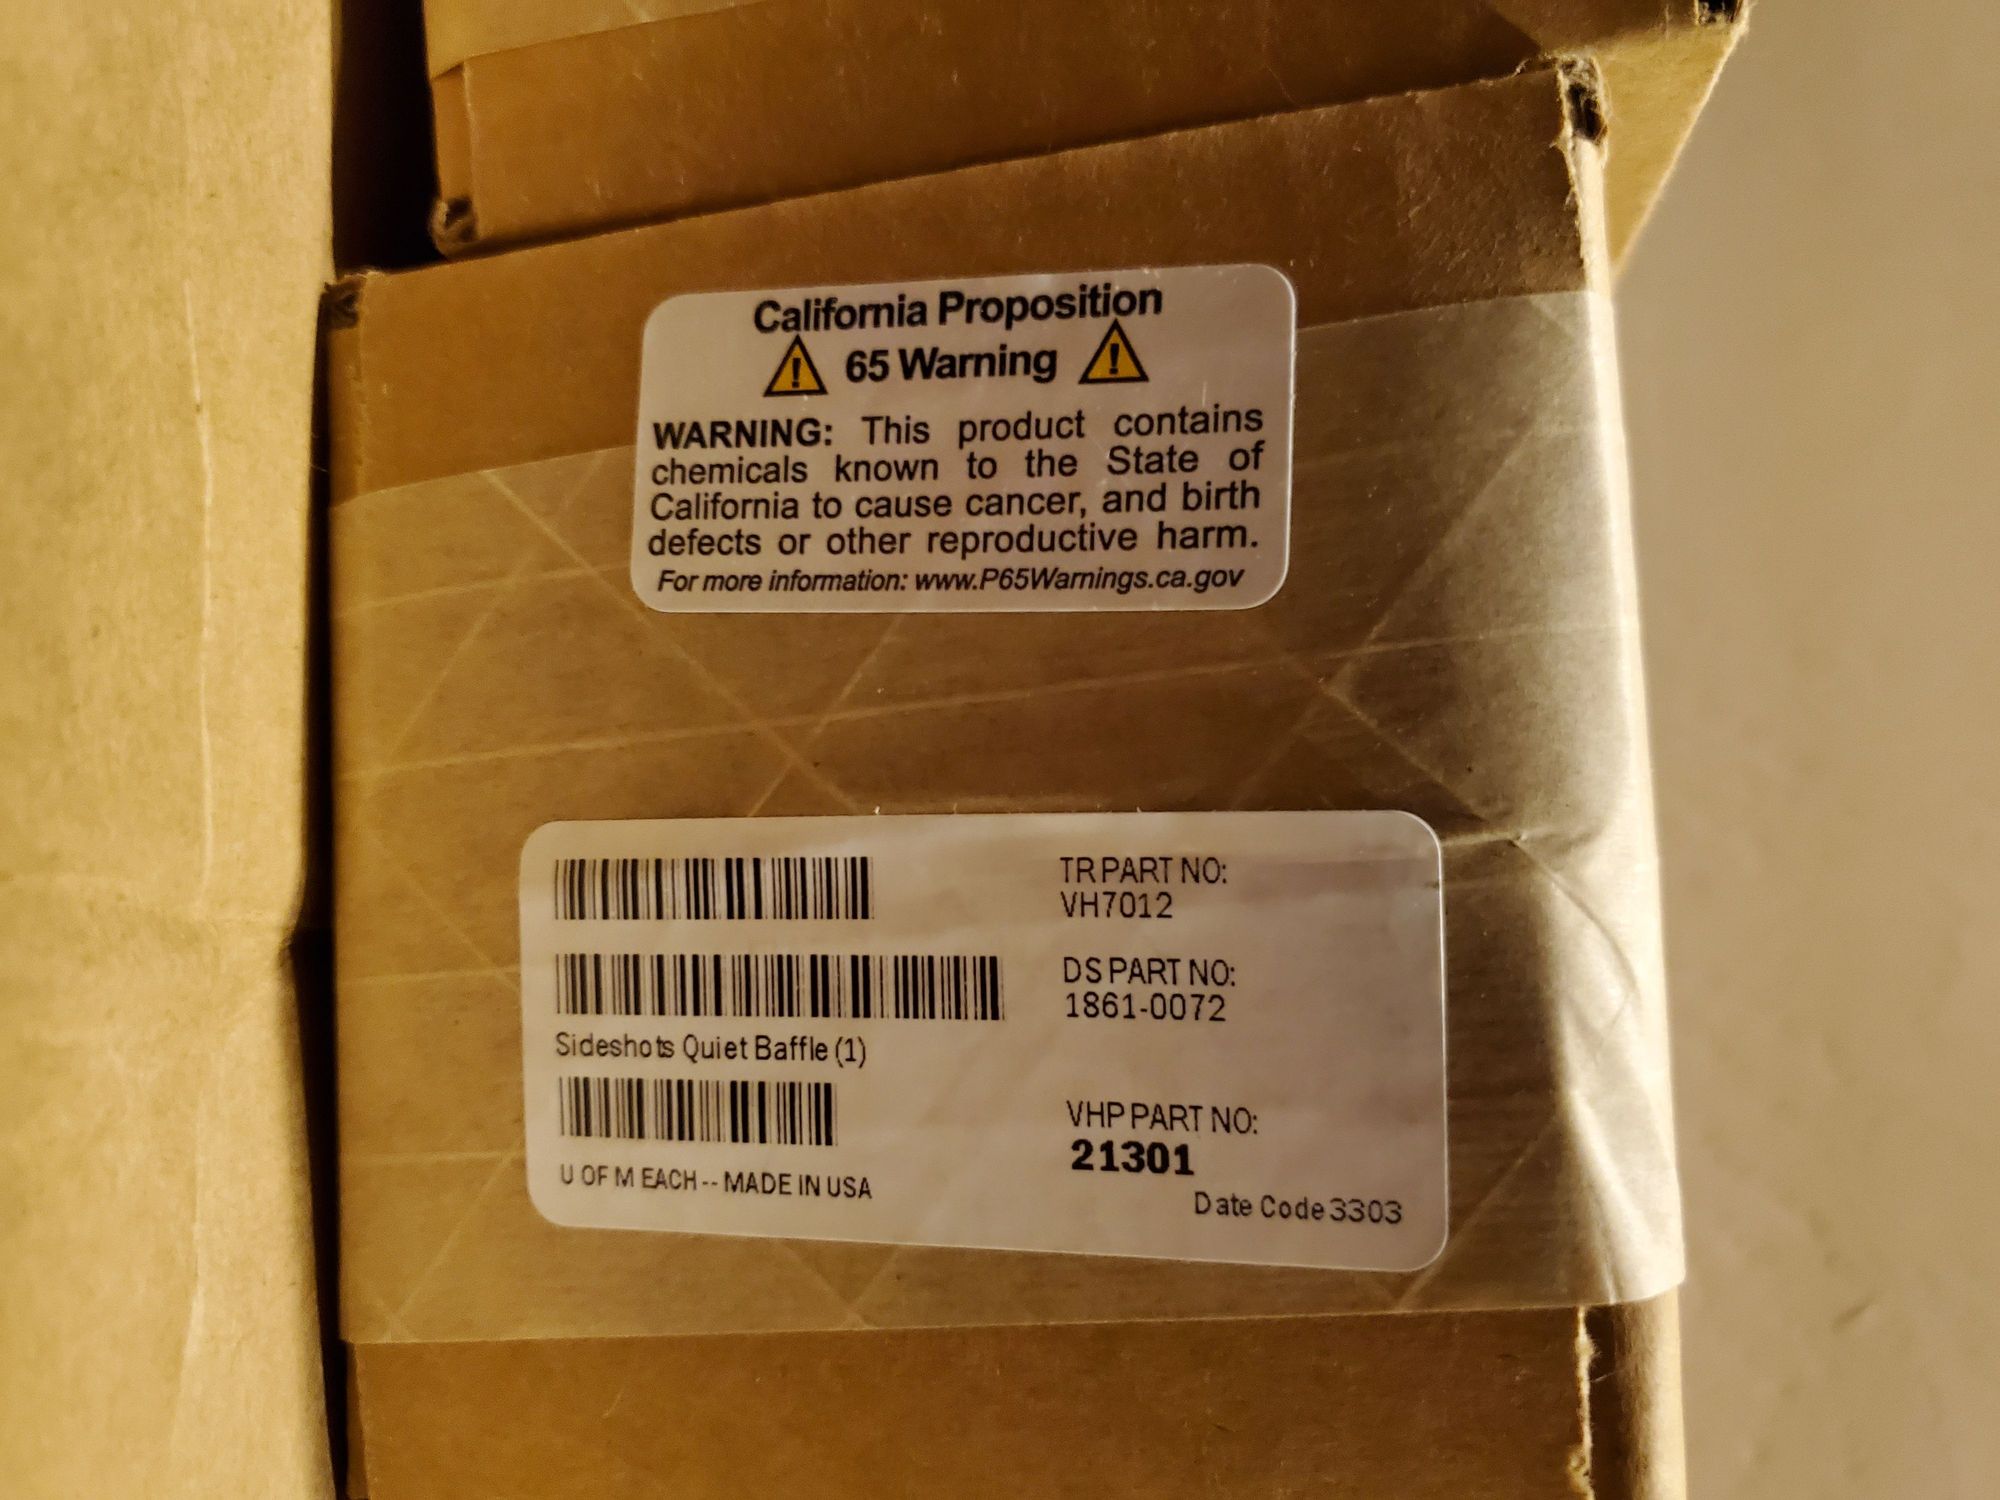 California Proposition
65 Warning
WARNING: This product contains
chemicals known to the State of
California to cause cancer, and birth
defects or other reproductive harm.
For more information: www.P65Warnings.ca.gov
TR PART NO:
VH7012
DS PART NO:
1861-0072
Sideshots Quiet Baffle (1)
VHP PART NO:
21301
U OF M EACH -- MADE IN USA
Date Code 3303